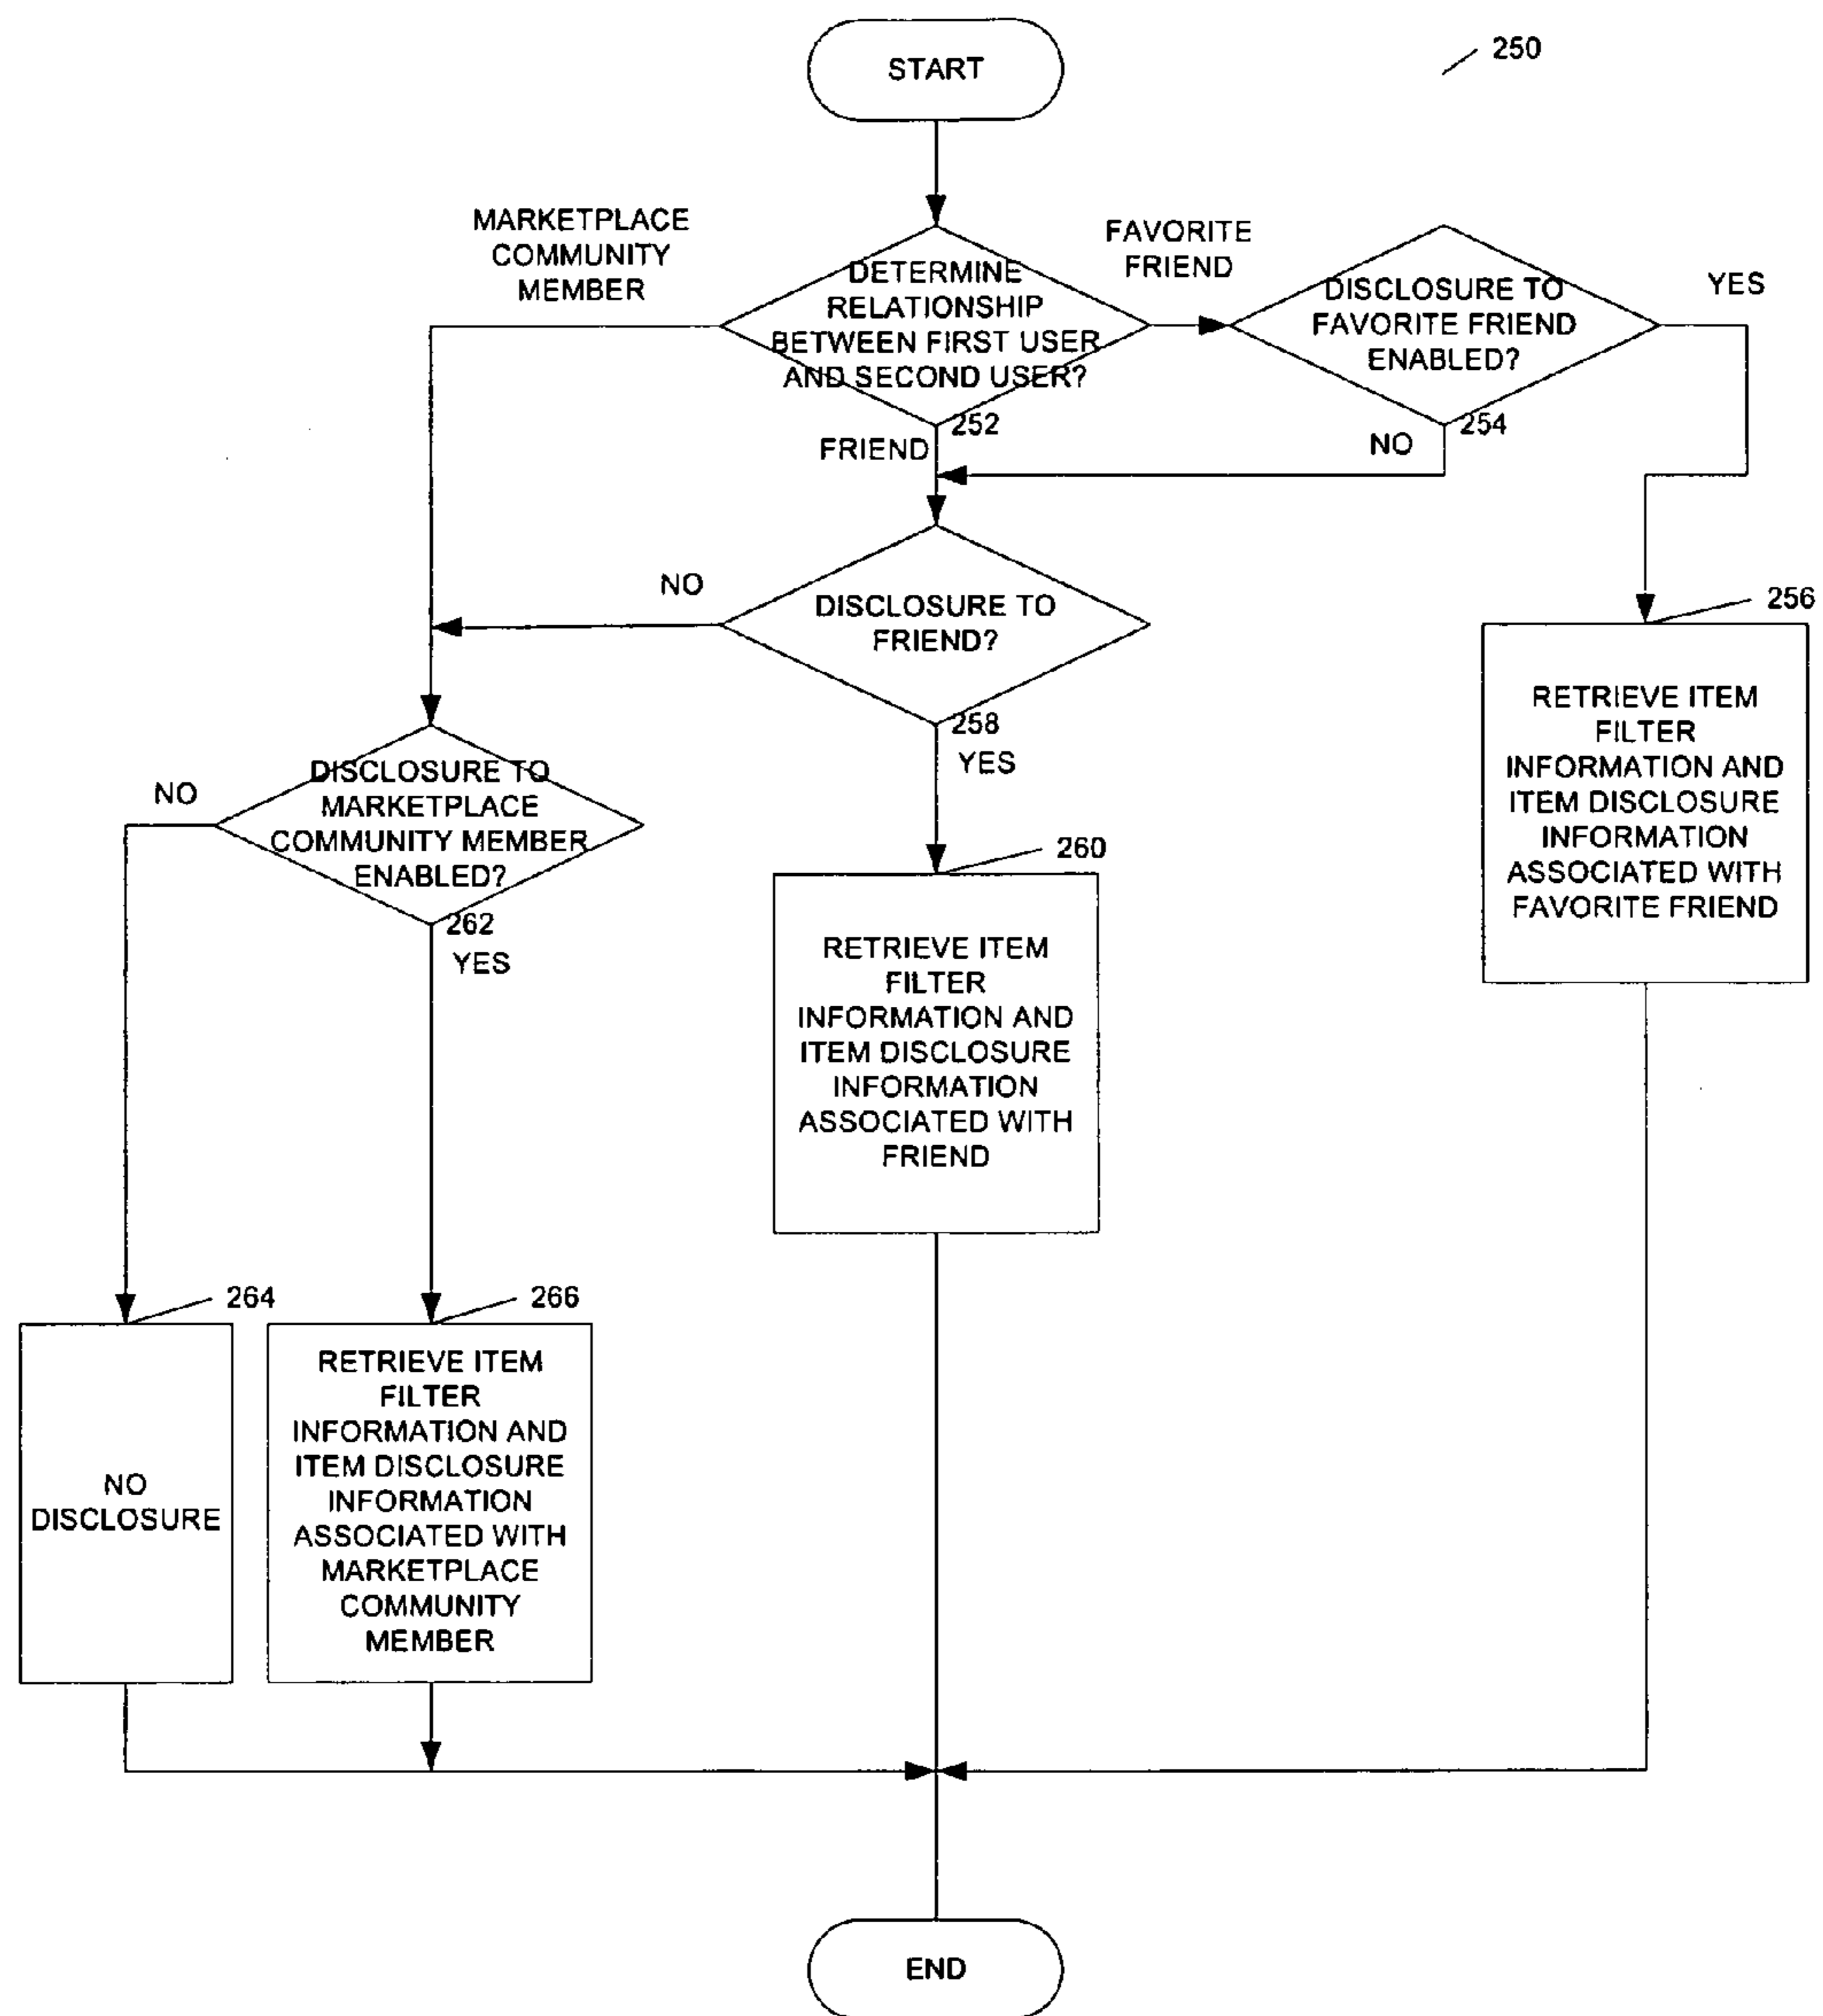 START
250
MARKETPLACE
COMMUNITY
MEMBER
DETERMINE
RELATIONSHIP
BETWEEN FIRST USER
AND SECOND USER?
252
FAVORITE
FRIEND
DISCLOSURE TO
FAVORITE FRIEND
ENABLED?
254
YES
FRIEND
NO
NO
DISCLOSURE TO
FRIEND?
258
YES
256
RETRIEVE ITEM
FILTER
INFORMATION AND
ITEM DISCLOSURE
INFORMATION
ASSOCIATED WITH
FAVORITE FRIEND
NO
DISCLOSURE TO
MARKETPLACE
COMMUNITY MEMBER
ENABLED?
262
YES
260
RETRIEVE ITEM
FILTER
INFORMATION AND
ITEM DISCLOSURE
INFORMATION
ASSOCIATED WITH
FRIEND
264
NO
DISCLOSURE
266
RETRIEVE ITEM
FILTER
INFORMATION AND
ITEM DISCLOSURE
INFORMATION
ASSOCIATED WITH
MARKETPLACE
COMMUNITY
MEMBER
END